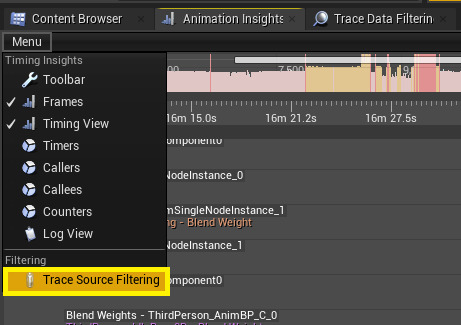 Content Browser
Animation Insights
Trace Data Filterin
Menu
Timing Insights
Toolbar
Frames
Timing View
Timers
Callers
Callees
Counters
Log View
Filtering
Trace Source Filtering
7,500
16m 15.0s
16m 21.2s
16m 27.5s
omponent0
NodeInstance_0
mSingleNodeInstance_1
ng - Blend Weight
NodeInstance_1
omponent0
Blend Weights - ThirdPerson_AnimBP_C_0